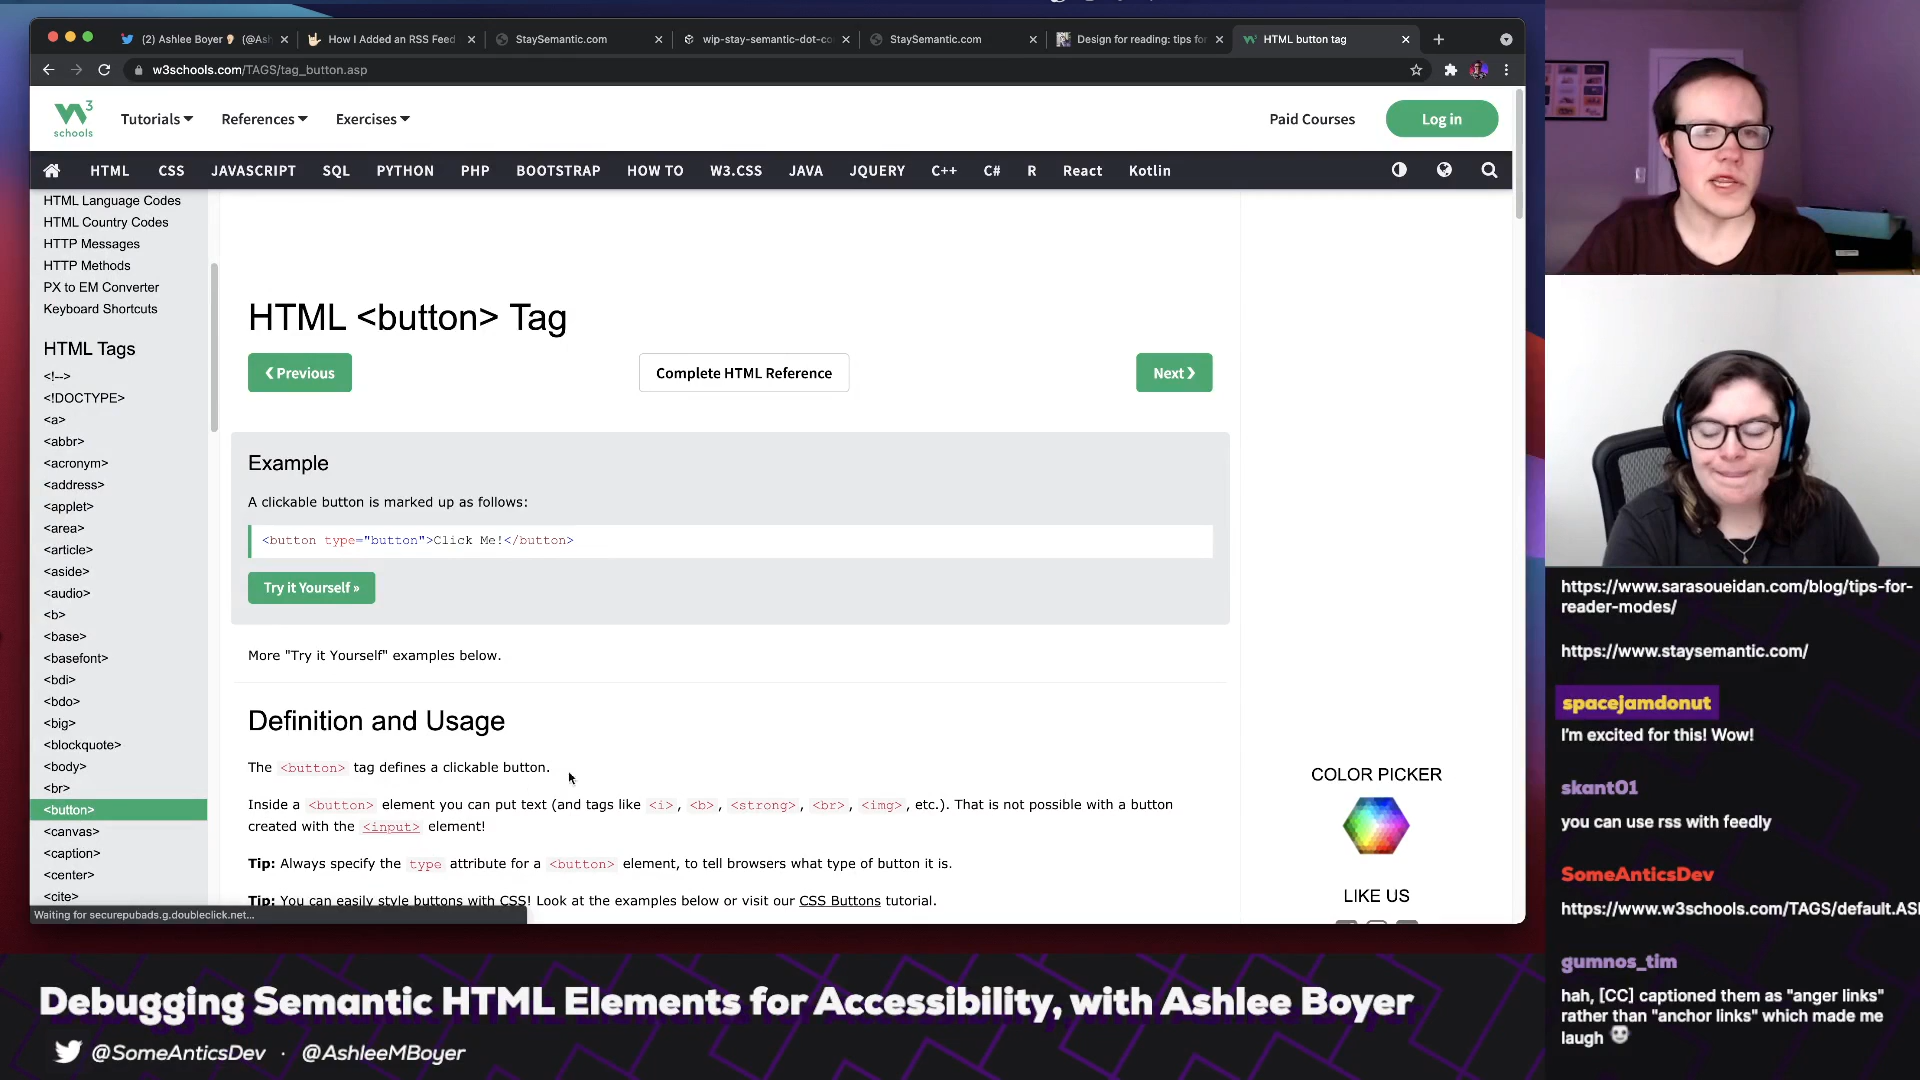 (2) Ashlee Boyer
(@Ash
How I Added an RSS Feed
StaySemantic.com
wip-stay-semantic-dot-co
StaySemantic.com
Design for reading: tips for
HTML button tag
w3schools.com/TAGS/tag_button.asp
w3
schools
Tutorials
References
Exercises
Paid Courses
Log in
HTML
CSS
JAVASCRIPT
SQL
PYTHON
PHP
BOOTSTRAP
HOW TO
W3.CSS
JAVA
JQUERY
C++
C#
R
React
Kotlin
HTML Language Codes
HTML Country Codes
HTTP Messages
HTTP Methods
PX to EM Converter
Keyboard Shortcuts
HTML Tags
<!-->
<!DOCTYPE>
<a>
<abbr>
<acronym>
<address>
<applet>
<area>
<article>
<aside>
<audio>
<b>
<base>
<basefont>
<bdi>
<bdo>
<big>
<blockquote>
<body>
<br>
<button>
<canvas>
<caption>
<center>
<cite>
Waiting for securepubads.g.doubleclick.net...
HTML <button> Tag
❮ Previous
Complete HTML Reference
Next ❯
Example
A clickable button is marked up as follows:
<button type="button">Click Me!</button>
Try it Yourself »
More "Try it Yourself" examples below.
Definition and Usage
The <button> tag defines a clickable button.
Inside a <button> element you can put text (and tags like <i>, <b>, <strong>, <br>, <img>, etc.). That is not possible with a button
created with the <input> element!
Tip: Always specify the type attribute for a <button> element, to tell browsers what type of button it is.
Tip: You can easily style buttons with CSS! Look at the examples below or visit our CSS Buttons tutorial.
COLOR PICKER
LIKE US
https://www.sarasoueidan.com/blog/tips-for-
reader-modes/
https://www.staysemantic.com/
spacejamdonut
I'm excited for this! Wow!
skant01
you can use rss with feedly
SomeAnticsDev
https://www.w3schools.com/TAGS/default.AS
gumnos_tim
hah, [CC] captioned them as "anger links"
rather than "anchor links" which made me
laugh
Debugging Semantic HTML Elements for Accessibility, with Ashlee Boyer
@SomeAnticsDev · @AshleeMBoyer